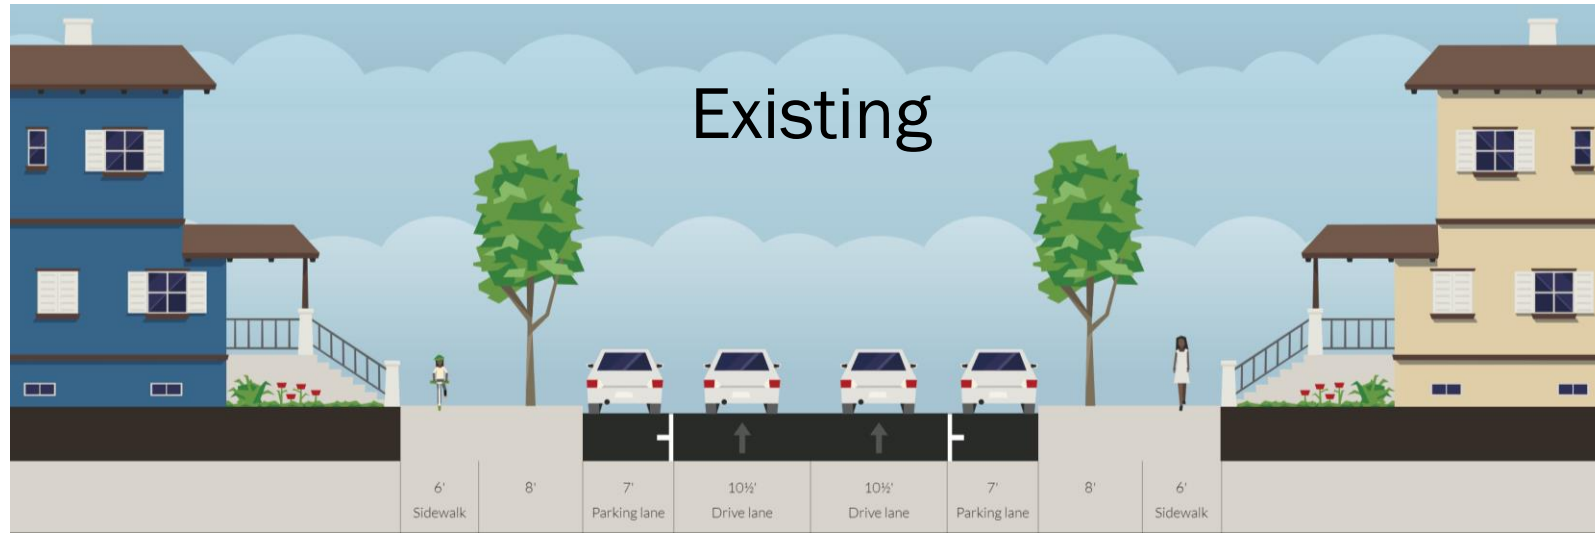 Existing
6' 8' 7' 10½' 10½' 7' 8' 6'
Sidewalk Parking lane Drive lane Drive lane Parking lane Sidewalk